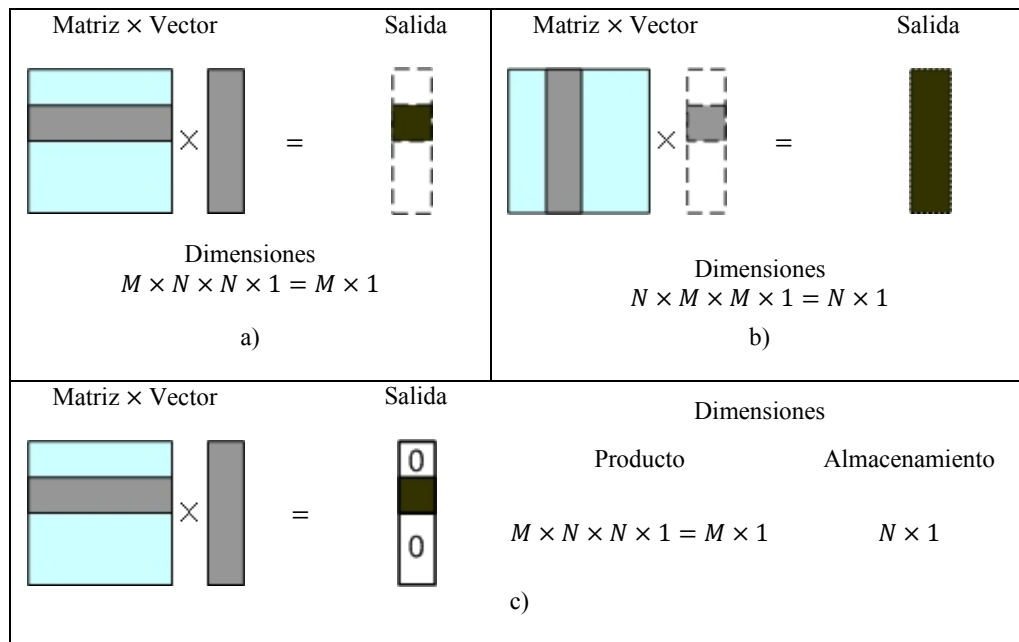 Matriz × Vector Salida
× =
Dimensiones
𝑀 × 𝑁 × 𝑁 × 1 = 𝑀 × 1
a)
Matriz × Vector Salida
× =
Dimensiones
𝑁 × 𝑀 × 𝑀 × 1 = 𝑁 × 1
b)
Matriz × Vector Salida
× =
0
0
Dimensiones
Producto Almacenamiento
𝑀 × 𝑁 × 𝑁 × 1 = 𝑀 × 1 𝑁 × 1
c)